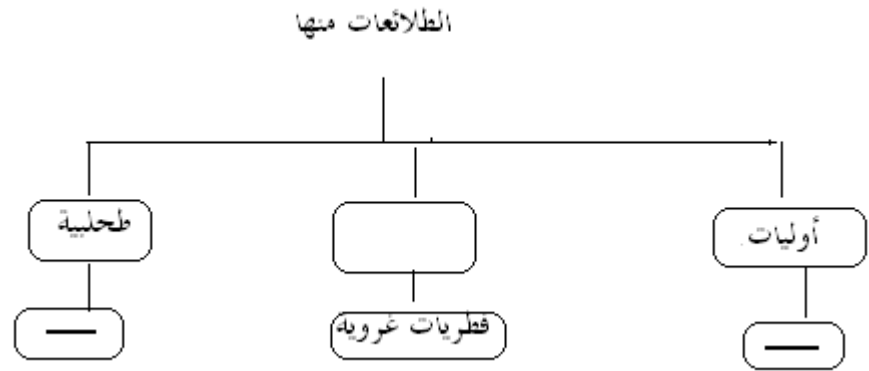 الطلائعات منها
أوليات
طحلبية
فطريات غرويه